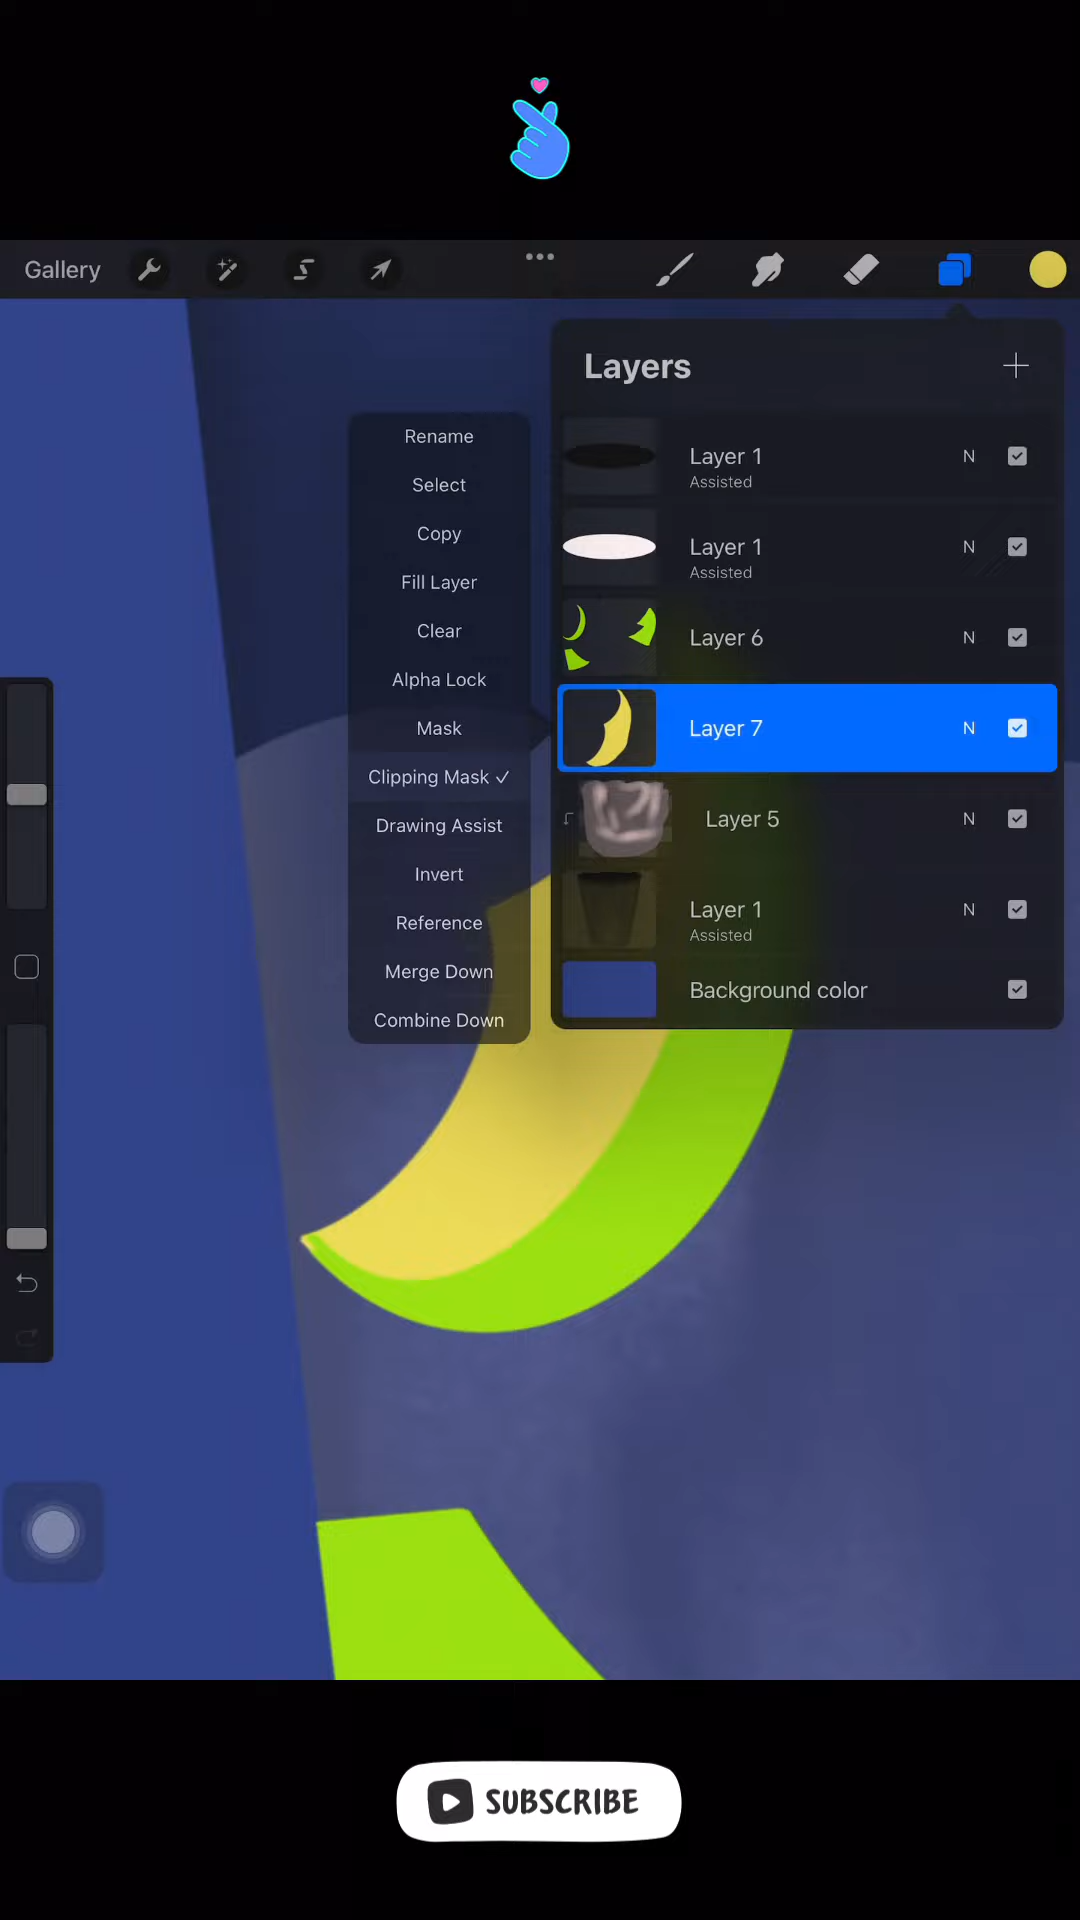 Gallery
Layers
Layer 1
N
Assisted
Layer 1
N
Assisted
Layer 6
N
Layer 7
N
Layer 5
N
Layer 1
N
Assisted
Background color
Rename
Select
Copy
Fill Layer
Clear
Alpha Lock
Mask
Clipping Mask ✓
Drawing Assist
Invert
Reference
Merge Down
Combine Down
SUBSCRIBE